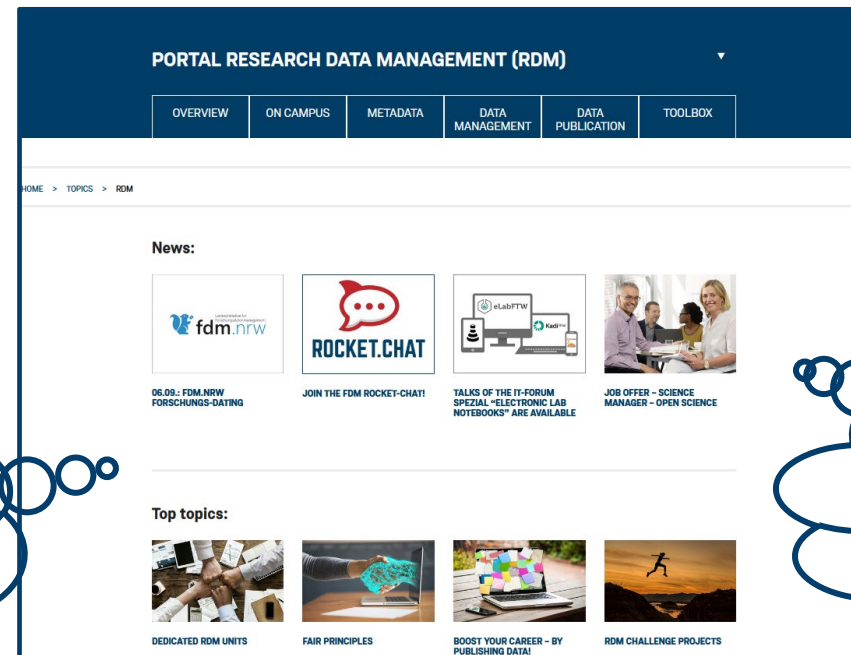 PORTAL RESEARCH DATA MANAGEMENT (RDM)
OVERVIEW
ON CAMPUS
METADATA
DATA
MANAGEMENT
DATA
PUBLICATION
TOOLBOX
HOME > TOPICS > RDM
News:
fdm.nrw
ROCKET.CHAT
eLabFTW
Kadi
06.09.: FDM.NRW
FORSCHUNGS-DATING
JOIN THE FDM ROCKET-CHAT!
TALKS OF THE IT-FORUM
SPEZIAL “ELECTRONIC LAB
NOTEBOOKS” ARE AVAILABLE
JOB OFFER – SCIENCE
MANAGER – OPEN SCIENCE
Top topics:
DEDICATED RDM UNITS
FAIR PRINCIPLES
BOOST YOUR CAREER – BY
PUBLISHING DATA!
RDM CHALLENGE PROJECTS